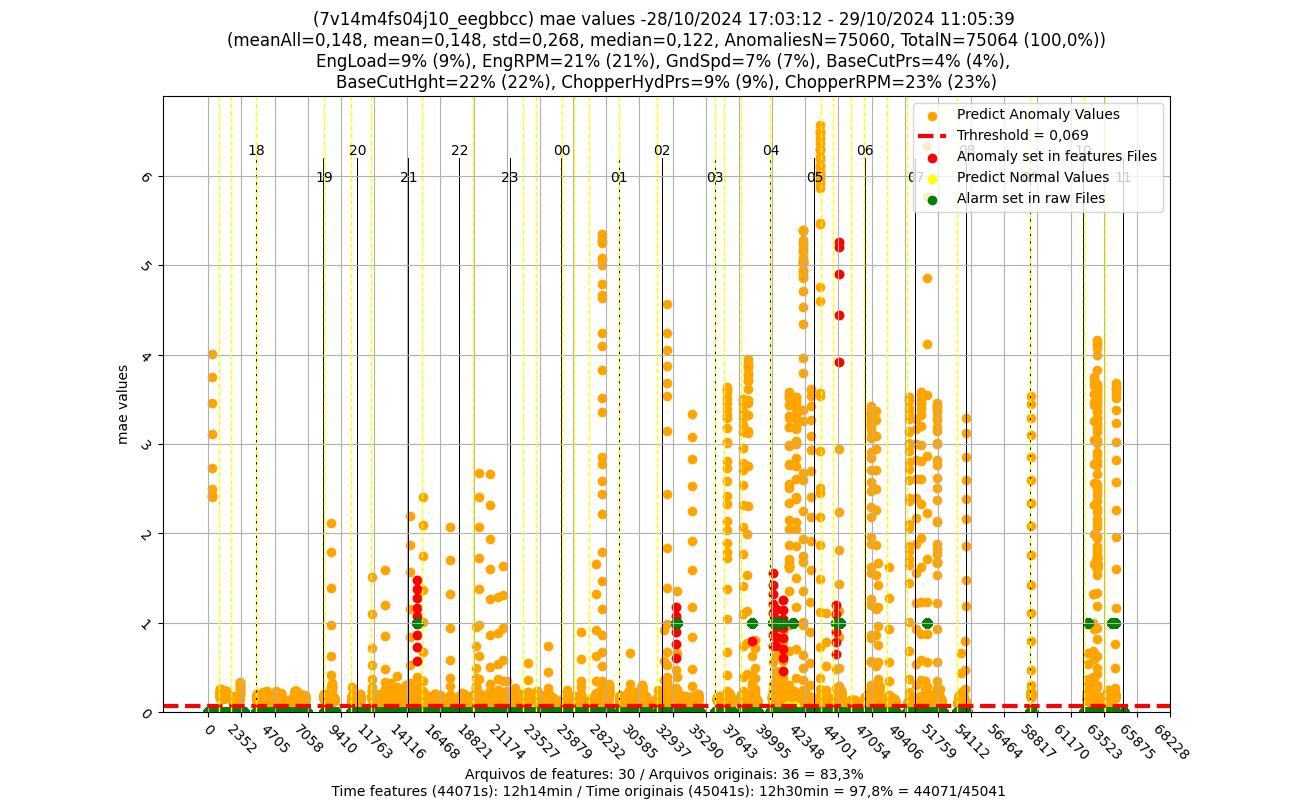 (7v14m4fs04j10_eegbbcc) mae values -28/10/2024 17:03:12 - 29/10/2024 11:05:39
(meanAll=0,148, mean=0,148, std=0,268, median=0,122, AnomaliesN=75060, TotalN=75064 (100,0%))
EngLoad=9% (9%), EngRPM=21% (21%), GndSpd=7% (7%), BaseCutPrs=4% (4%),
BaseCutHght=22% (22%), ChopperHydPrs=9% (9%), ChopperRPM=23% (23%)
Predict Anomaly Values
Trhreshold = 0,069
Anomaly set in features Files
Predict Normal Values
Alarm set in raw Files
18 20 22 00 02 04 06 08 10
19 21 23 01 03 05 07 11
mae values
6
5
4
3
2
1
0
0 2352 4705 7058 9410 11763 14116 16468 18821 21174 23527 25879 28232 30585 32937 35290 37643 39995 42348 44701 47054 49406 51759 54112 56464 58817 61170 63523 65875 68228
Arquivos de features: 30 / Arquivos originais: 36 = 83,3%
Time features (44071s): 12h14min / Time originais (45041s): 12h30min = 97,8% = 44071/45041